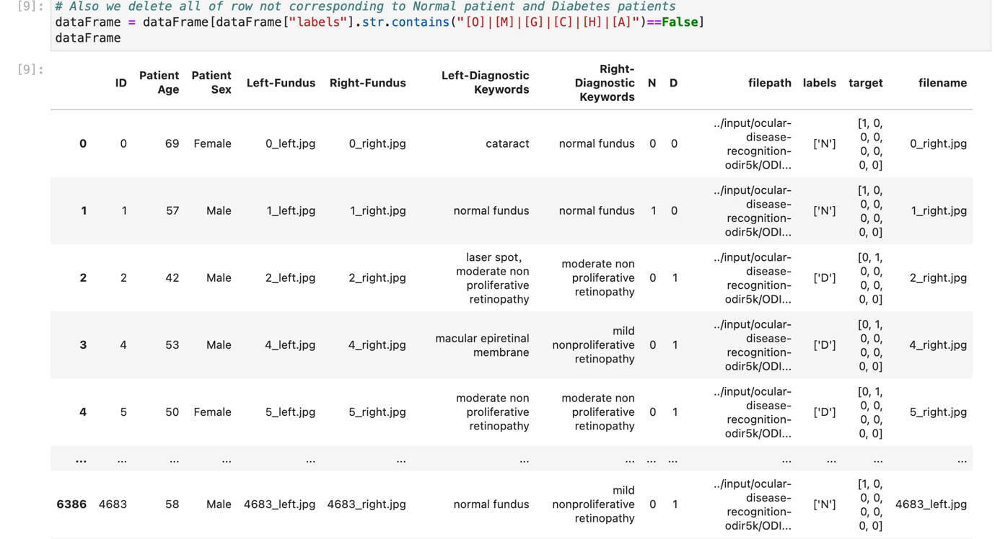 [9]: # Also we delete all of row not corresponding to Normal patient and Diabetes patients
dataFrame = dataFrame[dataFrame["labels"].str.contains("[O]|[M]|[G]|[C]|[H]|[A]")==False]
dataFrame
[9]:
ID Patient Age Patient Sex Left-Fundus Right-Fundus Left-Diagnostic Keywords Right-Diagnostic Keywords N D filepath labels target filename
0 0 69 Female 0_left.jpg 0_right.jpg cataract normal fundus 0 0 ../input/ocular-disease-recognition-odir5k/ODI... ['N'] [1, 0, 0, 0, 0, 0, 0, 0] 0_right.jpg
1 1 57 Male 1_left.jpg 1_right.jpg normal fundus normal fundus 1 0 ../input/ocular-disease-recognition-odir5k/ODI... ['N'] [1, 0, 0, 0, 0, 0, 0, 0] 1_right.jpg
2 2 42 Male 2_left.jpg 2_right.jpg laser spot, moderate non proliferative retinopathy moderate non proliferative retinopathy 0 1 ../input/ocular-disease-recognition-odir5k/ODI... ['D'] [0, 1, 0, 0, 0, 0, 0, 0] 2_right.jpg
3 4 53 Male 4_left.jpg 4_right.jpg macular epiretinal membrane mild nonproliferative retinopathy 0 1 ../input/ocular-disease-recognition-odir5k/ODI... ['D'] [0, 1, 0, 0, 0, 0, 0, 0] 4_right.jpg
4 5 50 Female 5_left.jpg 5_right.jpg moderate non proliferative retinopathy moderate non proliferative retinopathy 0 1 ../input/ocular-disease-recognition-odir5k/ODI... ['D'] [0, 1, 0, 0, 0, 0, 0, 0] 5_right.jpg
... ... ... ... ... ... ... ... ... ... ... ... ... ...
6386 4683 58 Male 4683_left.jpg 4683_right.jpg normal fundus mild nonproliferative retinopathy 0 1 ../input/ocular-disease-recognition-odir5k/ODI... ['N'] [1, 0, 0, 0, 0, 0, 0, 0] 4683_left.jpg